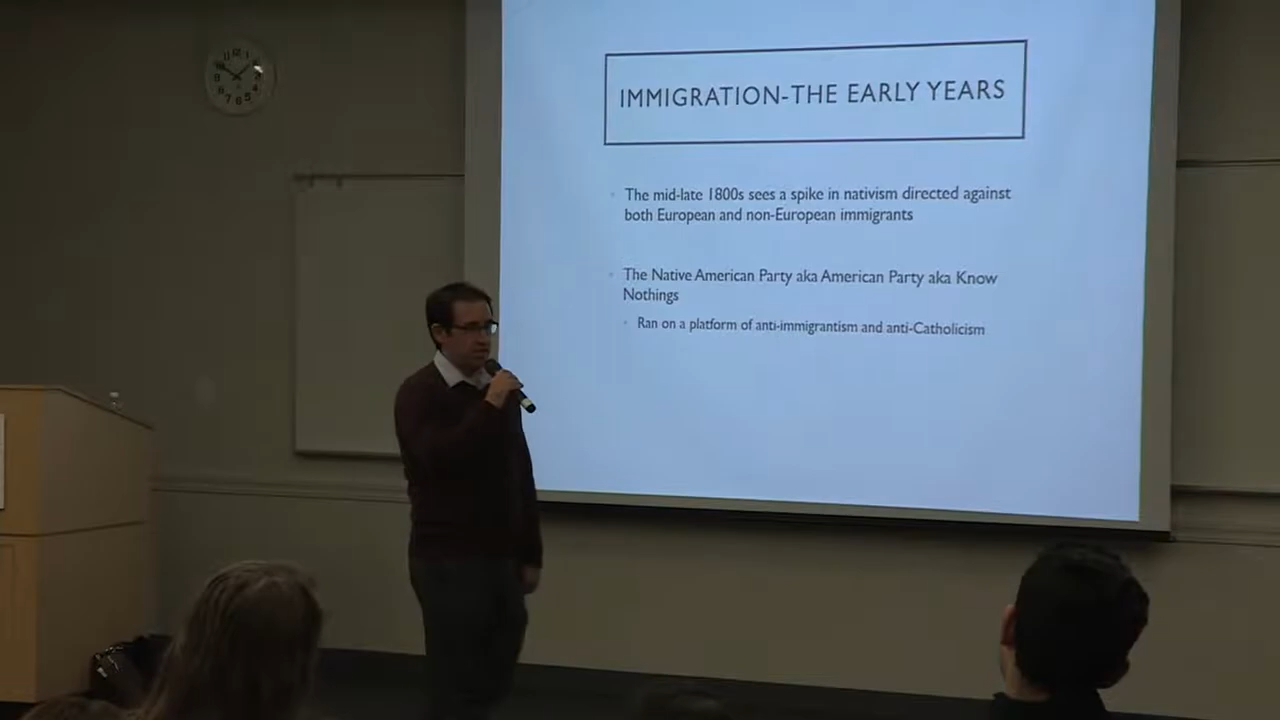 IMMIGRATION-THE EARLY YEARS
The mid-late 1800s sees a spike in nativism directed against
both European and non-European immigrants
The Native American Party aka American Party aka Know
Nothings
Ran on a platform of anti-immigrantism and anti-Catholicism